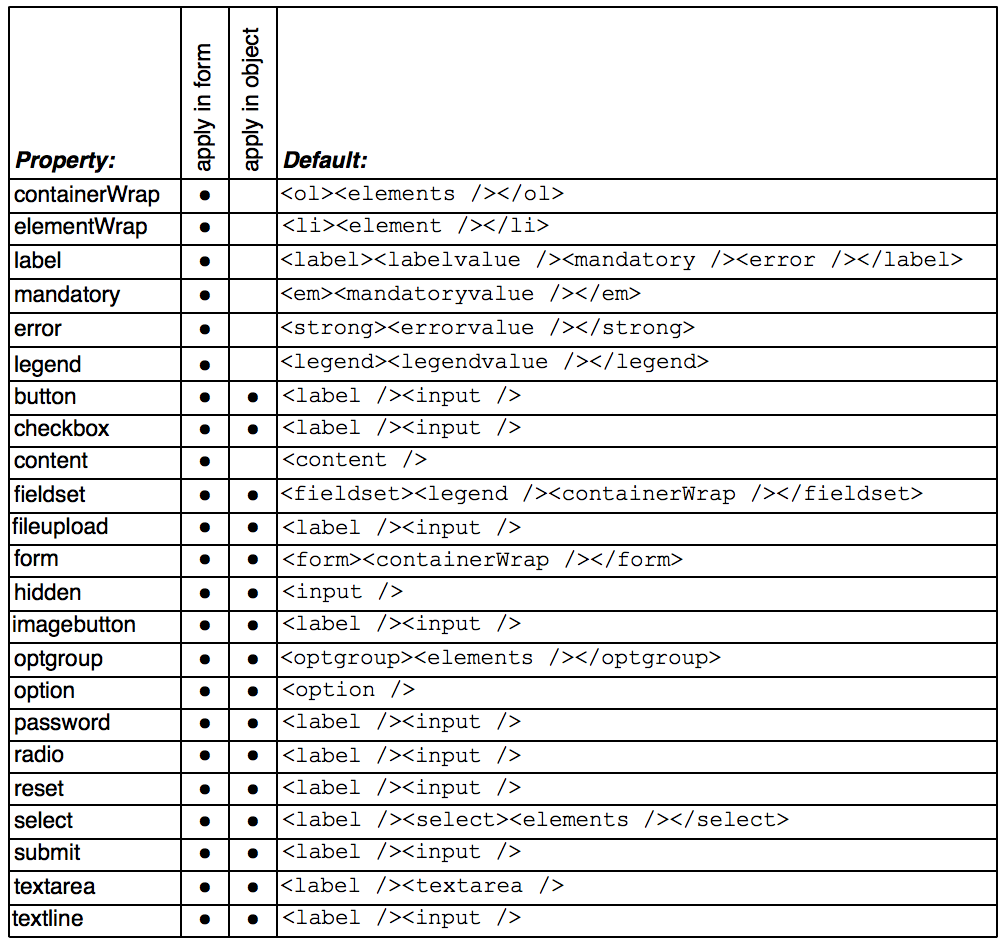 Property: apply in form apply in object Default:
containerWrap ● <ol><elements /></ol>
elementWrap ● <li><element /></li>
label ● <label><labelvalue /><mandatory /><error /></label>
mandatory ● <em><mandatoryvalue /></em>
error ● <strong><errorvalue /></strong>
legend ● <legend><legendvalue /></legend>
button ● ● <label /><input />
checkbox ● ● <label /><input />
content ● <content />
fieldset ● ● <fieldset><legend /><containerWrap /></fieldset>
fileupload ● ● <label /><input />
form ● ● <form><containerWrap /></form>
hidden ● ● <input />
imagebutton ● ● <label /><input />
optgroup ● ● <optgroup><elements /></optgroup>
option ● ● <option />
password ● ● <label /><input />
radio ● ● <label /><input />
reset ● ● <label /><input />
select ● ● <label /><select><elements /></select>
submit ● ● <label /><input />
textarea ● ● <label /><textarea />
textline ● ● <label /><input />